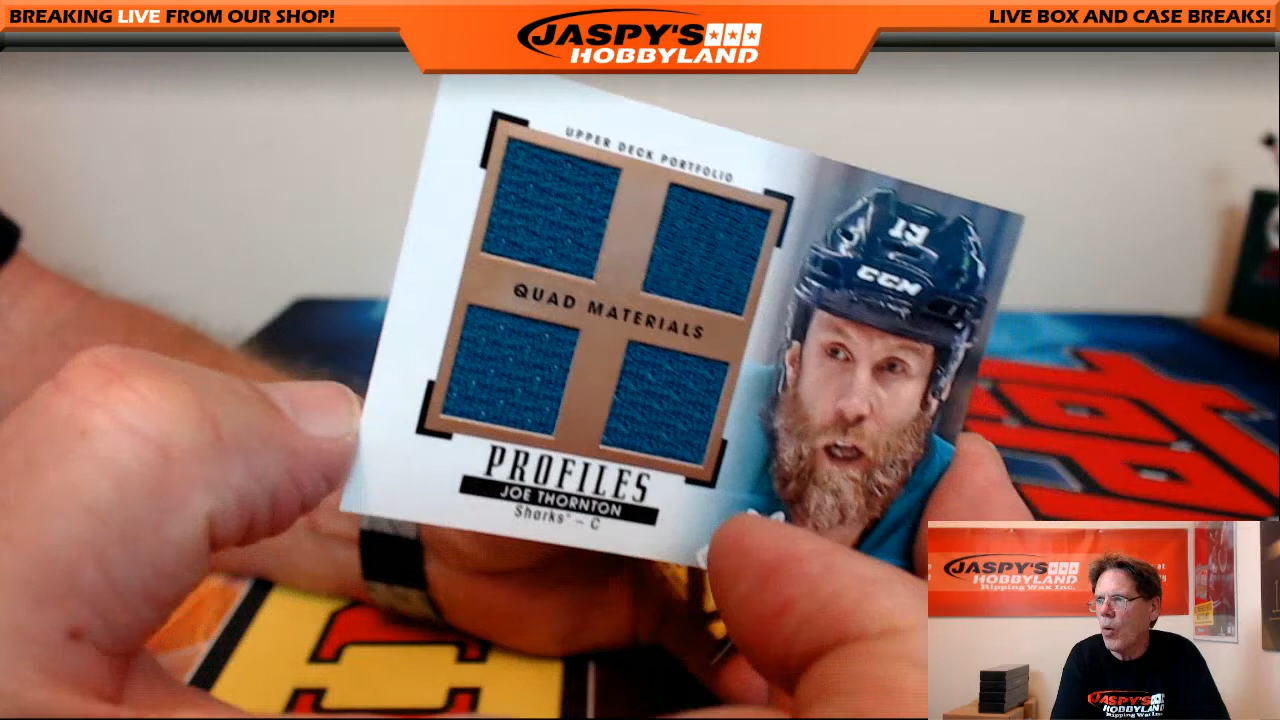 BREAKING LIVE FROM OUR SHOP!
JASPY'S
HOBBYLAND
LIVE BOX AND CASE BREAKS!
UPPER DECK PORTFOLIO
QUAD MATERIALS
PROFILES
JOE THORNTON
Sharks - C
19
CCM
JASPY'S
HOBBYLAND
Ripping Wax Inc.
JASPY'S
HOBBYLAND
Ripping Wax Inc.